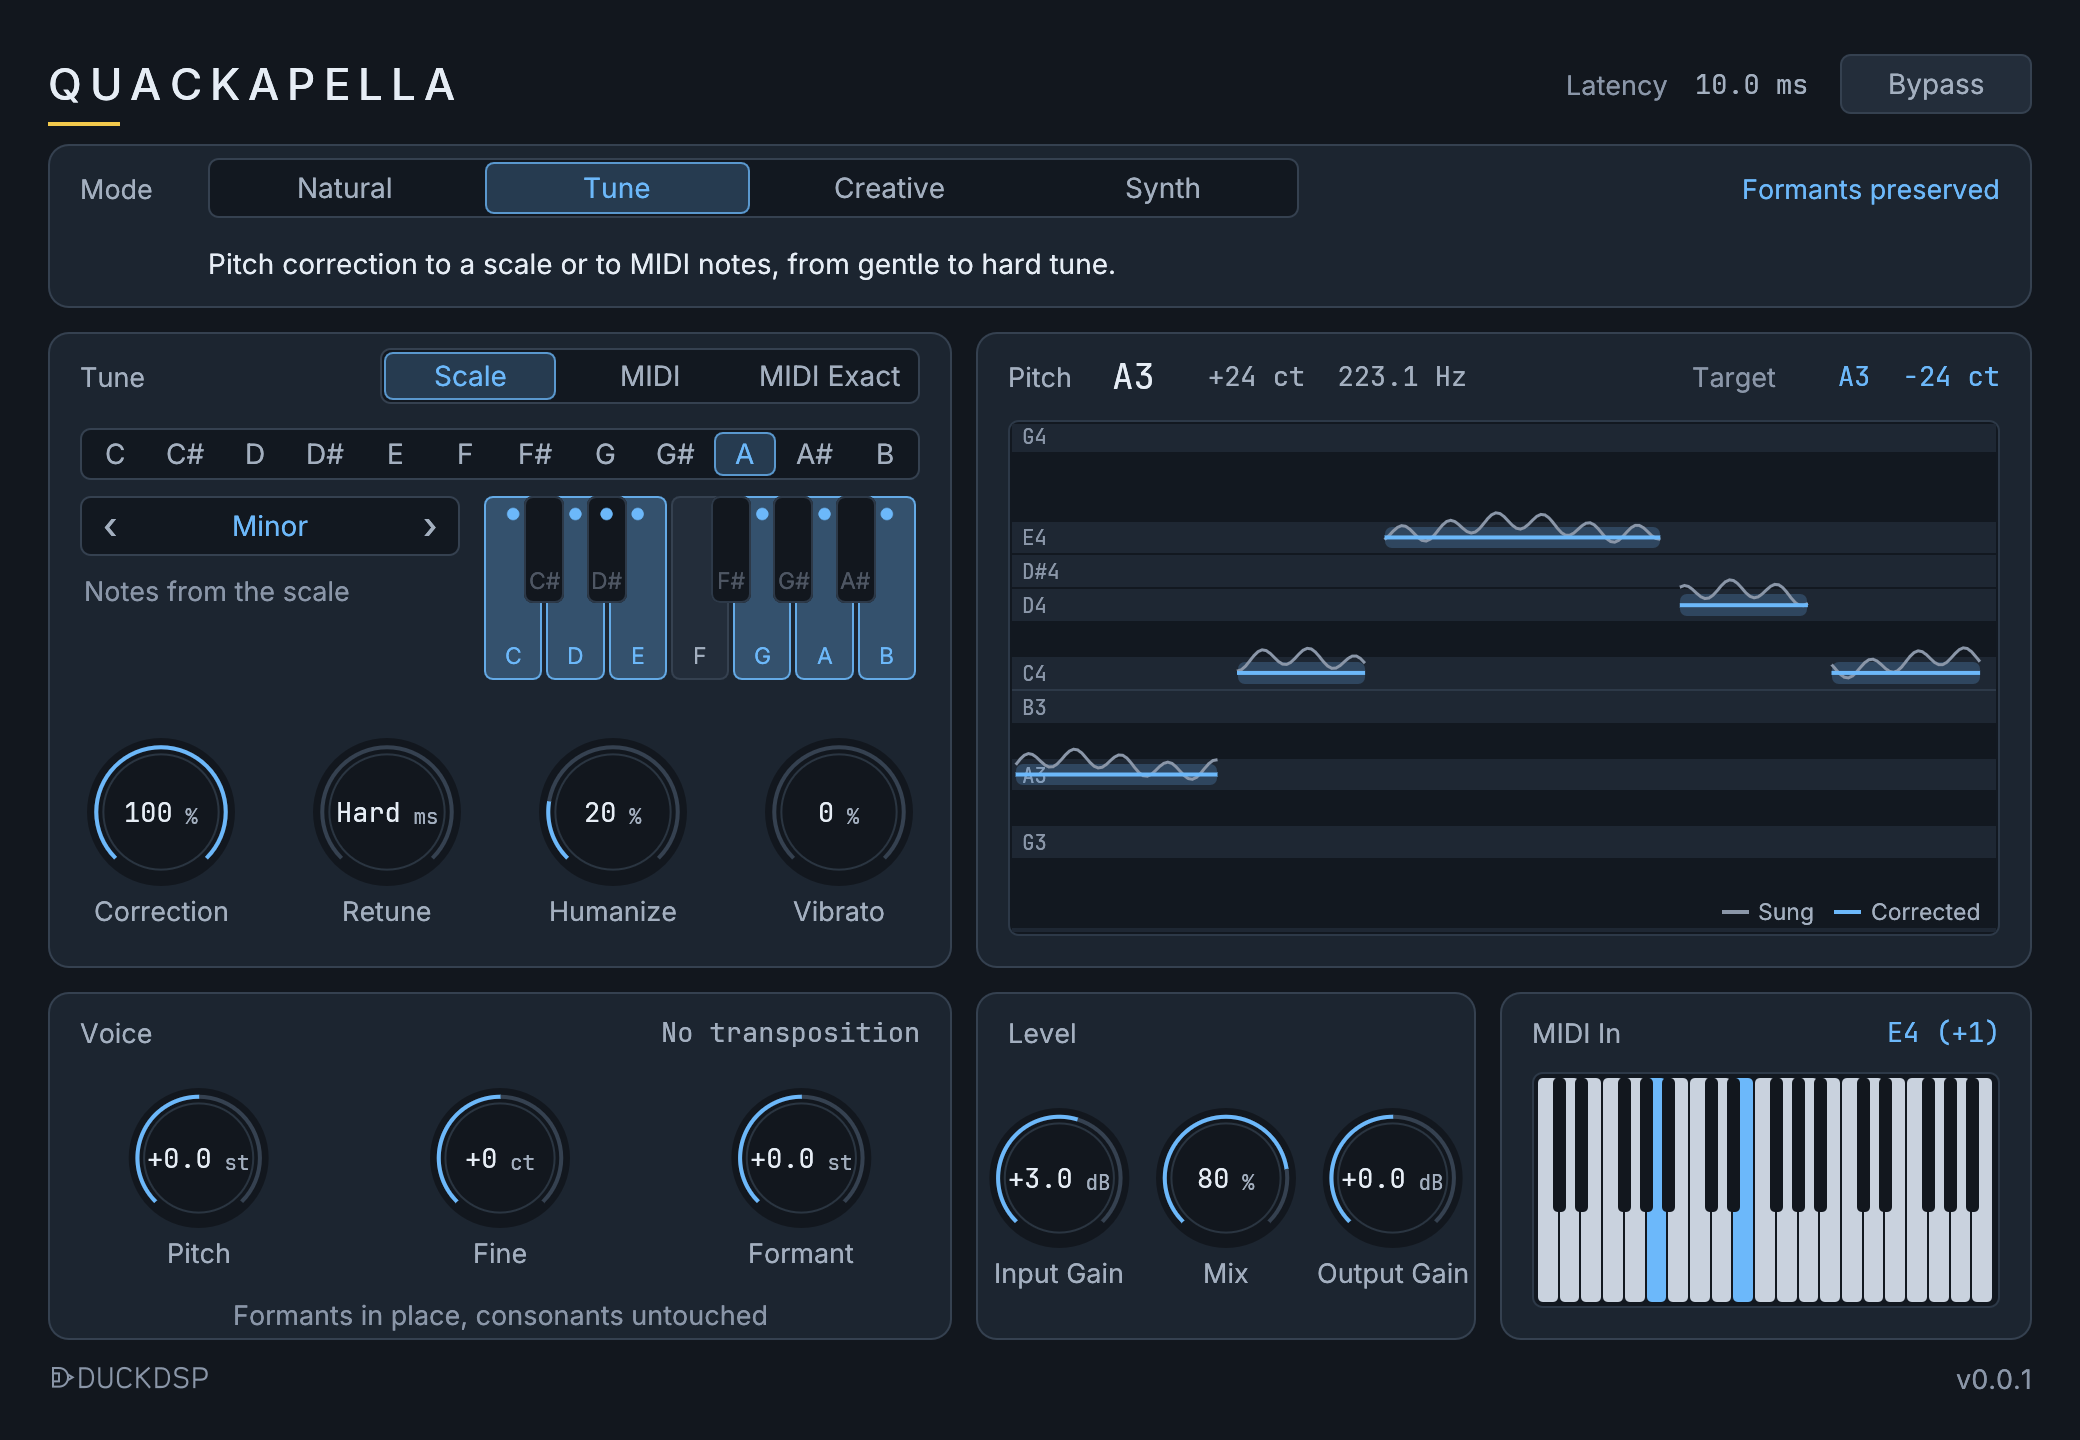 QUACKAPELLA
Latency 10.0 ms Bypass
Mode Natural Tune Creative Synth Formants preserved
Pitch correction to a scale or to MIDI notes, from gentle to hard tune.
Tune Scale MIDI MIDI Exact
C C# D D# E F F# G G# A A# B
‹ Minor ›
Notes from the scale
C# D# F# G# A#
C D E F G A B
100 % Hard ms 20 % 0 %
Correction Retune Humanize Vibrato
Pitch A3 +24 ct 223.1 Hz Target A3 -24 ct
G4
E4
D#4
D4
C4
B3
A3
G3
Sung Corrected
Voice No transposition
+0.0 st +0 ct +0.0 st
Pitch Fine Formant
Formants in place, consonants untouched
Level
+3.0 dB 80 % +0.0 dB
Input Gain Mix Output Gain
MIDI In E4 (+1)
DUCKDSP
v0.0.1